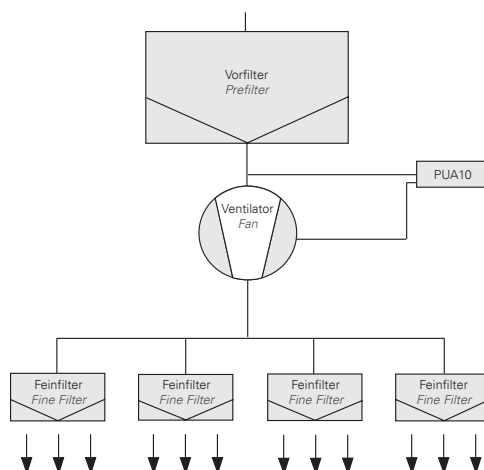 Vorfilter
Prefilter
PUA10
Ventilator
Fan
Feinfilter
Fine Filter
Feinfilter
Fine Filter
Feinfilter
Fine Filter
Feinfilter
Fine Filter